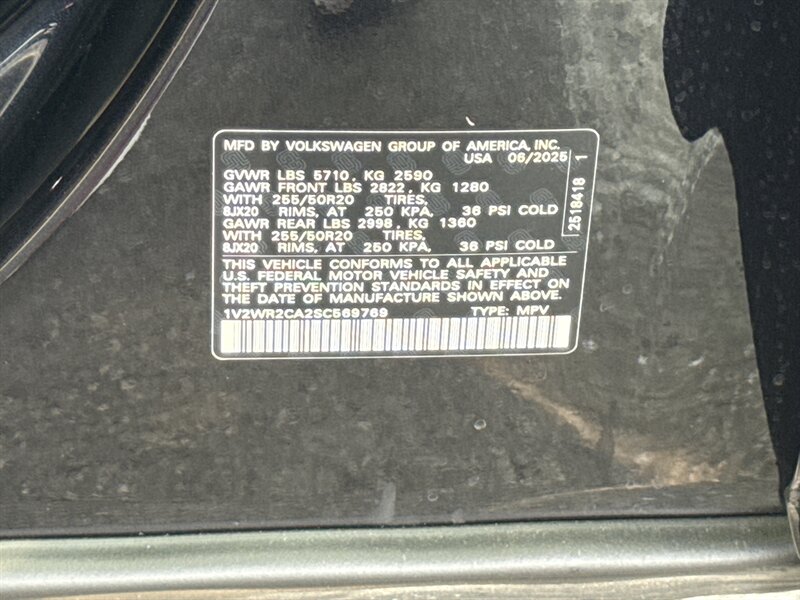 MFD BY VOLKSWAGEN GROUP OF AMERICA, INC.
USA 06/2025
GVWR LBS 5710, KG 2590
GAWR FRONT LBS 2822, KG 1280
WITH 255/50R20 TIRES,
8JX20 RIMS, AT 250 KPA, 36 PSI COLD
GAWR REAR LBS 2998, KG 1360
WITH 255/50R20 TIRES,
8JX20 RIMS, AT 250 KPA, 36 PSI COLD
THIS VEHICLE CONFORMS TO ALL APPLICABLE
U.S. FEDERAL MOTOR VEHICLE SAFETY AND
THEFT PREVENTION STANDARDS IN EFFECT ON
THE DATE OF MANUFACTURE SHOWN ABOVE.
1V2WR2CA2SC569769 TYPE: MPV
2518418 1